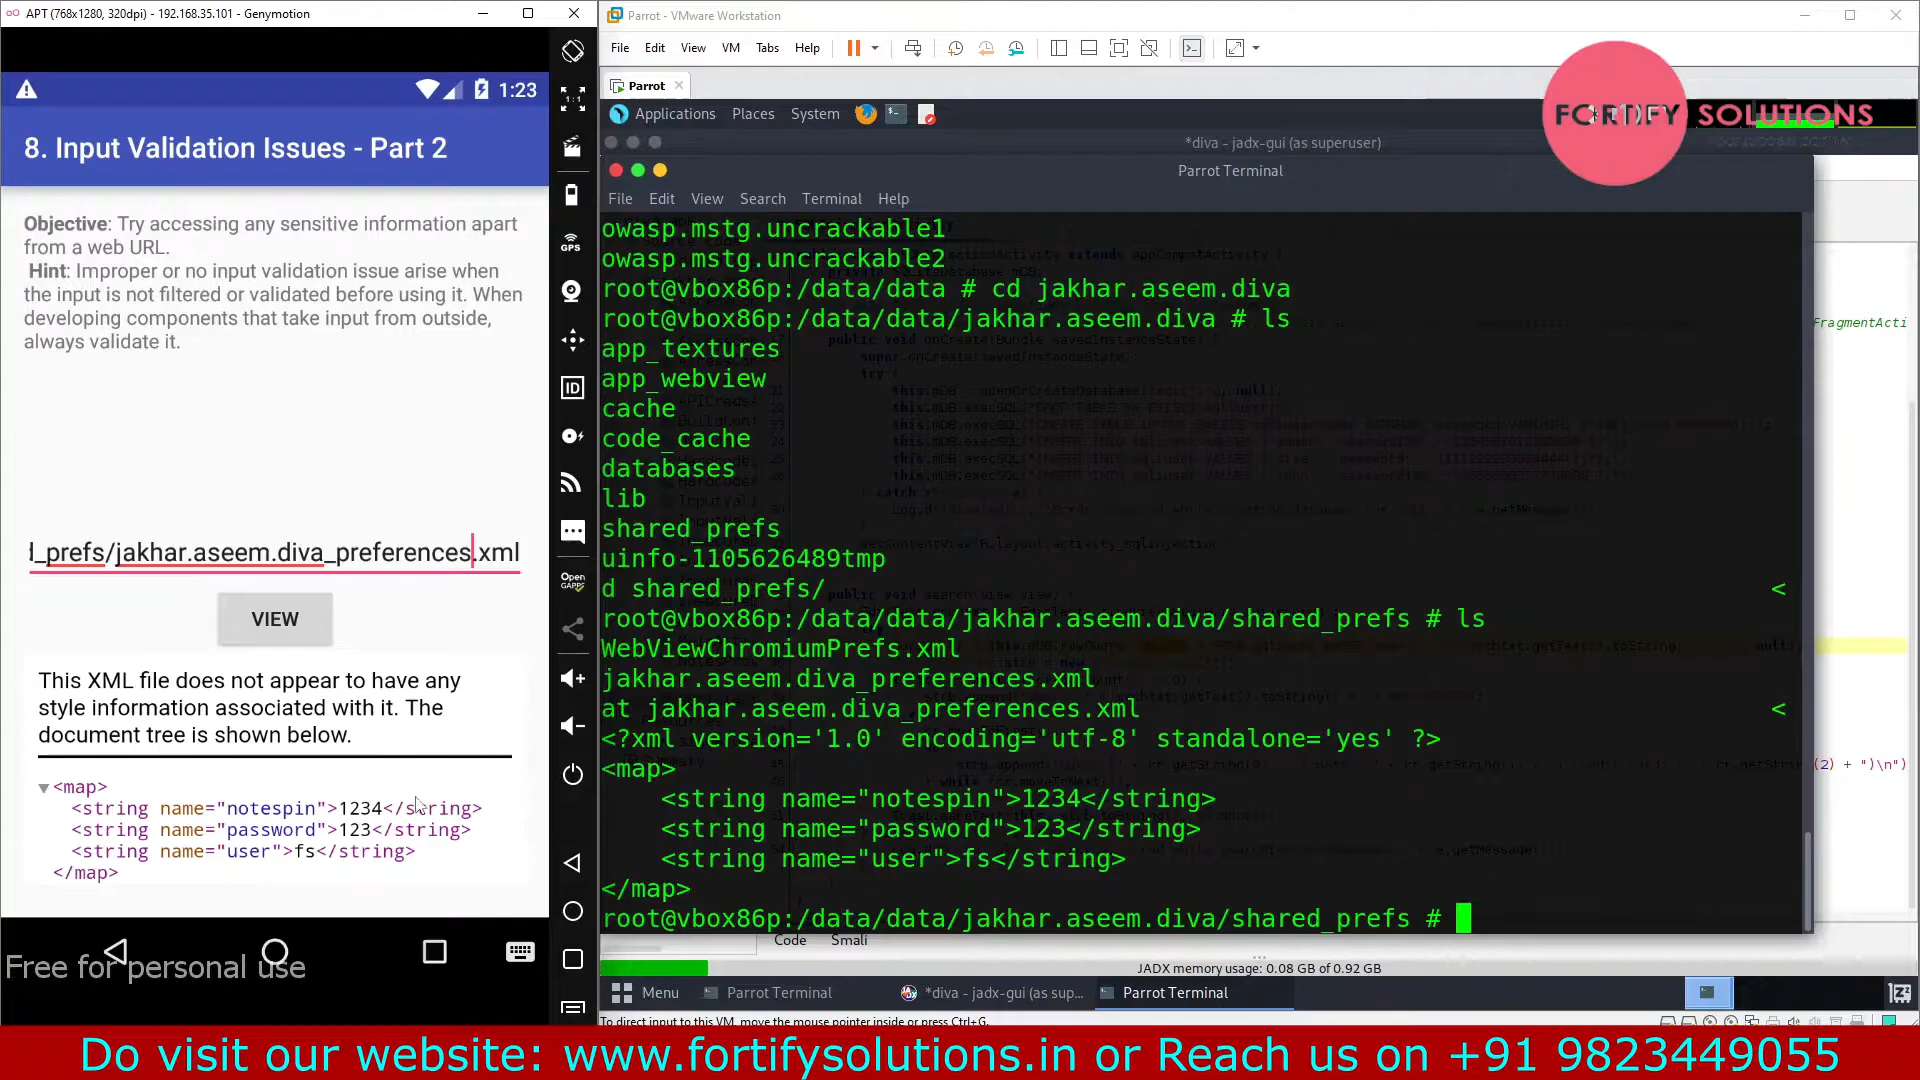 APT (768x1280, 320dpi) - 192.168.35.101 - Genymotion
1:23
8. Input Validation Issues - Part 2
Objective: Try accessing any sensitive information apart
from a web URL.
Hint: Improper or no input validation issue arise when
the input is not filtered or validated before using it. When
developing components that take input from outside,
always validate it.
_prefs/jakhar.aseem.diva_preferences.xml
VIEW
This XML file does not appear to have any
style information associated with it. The
document tree is shown below.
▼<map>
<string name="notespin">1234</string>
<string name="password">123</string>
<string name="user">fs</string>
</map>
Free for personal use
1:1
GPS
ID
Open
GAPPS
Parrot - VMware Workstation
File Edit View VM Tabs Help
Parrot
Applications Places System
FORTIFY SOLUTIONS
*diva - jadx-gui (as superuser)
Parrot Terminal
File Edit View Search Terminal Help
owasp.mstg.uncrackable1
owasp.mstg.uncrackable2
root@vbox86p:/data/data # cd jakhar.aseem.diva
root@vbox86p:/data/data/jakhar.aseem.diva # ls
app_textures
app_webview
cache
code_cache
databases
lib
shared_prefs
uinfo-1105626489tmp
d shared_prefs/ <
root@vbox86p:/data/data/jakhar.aseem.diva/shared_prefs # ls
WebViewChromiumPrefs.xml
jakhar.aseem.diva_preferences.xml
at jakhar.aseem.diva_preferences.xml <
<?xml version='1.0' encoding='utf-8' standalone='yes' ?>
<map>
<string name="notespin">1234</string>
<string name="password">123</string>
<string name="user">fs</string>
</map>
root@vbox86p:/data/data/jakhar.aseem.diva/shared_prefs #
FragmentActi
(2) + ")\n")
Code Smali
JADX memory usage: 0.08 GB of 0.92 GB
Menu Parrot Terminal *diva - jadx-gui (as sup... Parrot Terminal
To direct input to this VM, move the mouse pointer inside or press Ctrl+G.
Do visit our website: www.fortifysolutions.in or Reach us on +91 9823449055